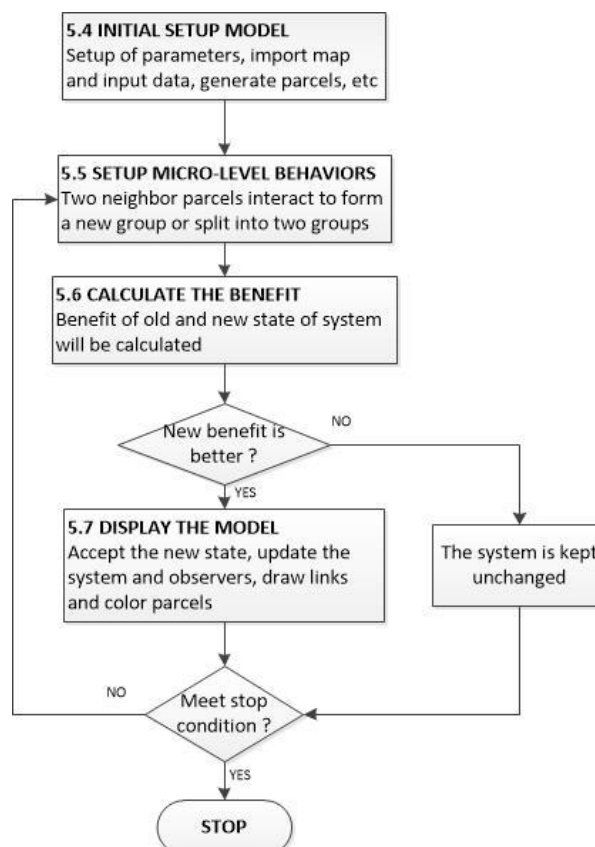 5.4 INITIAL SETUP MODEL
Setup of parameters, import map
and input data, generate parcels, etc
5.5 SETUP MICRO-LEVEL BEHAVIORS
Two neighbor parcels interact to form
a new group or split into two groups
5.6 CALCULATE THE BENEFIT
Benefit of old and new state of system
will be calculated
New benefit is
better ?
NO
YES
5.7 DISPLAY THE MODEL
Accept the new state, update the
system and observers, draw links
and color parcels
The system is kept
unchanged
NO
Meet stop
condition ?
YES
STOP